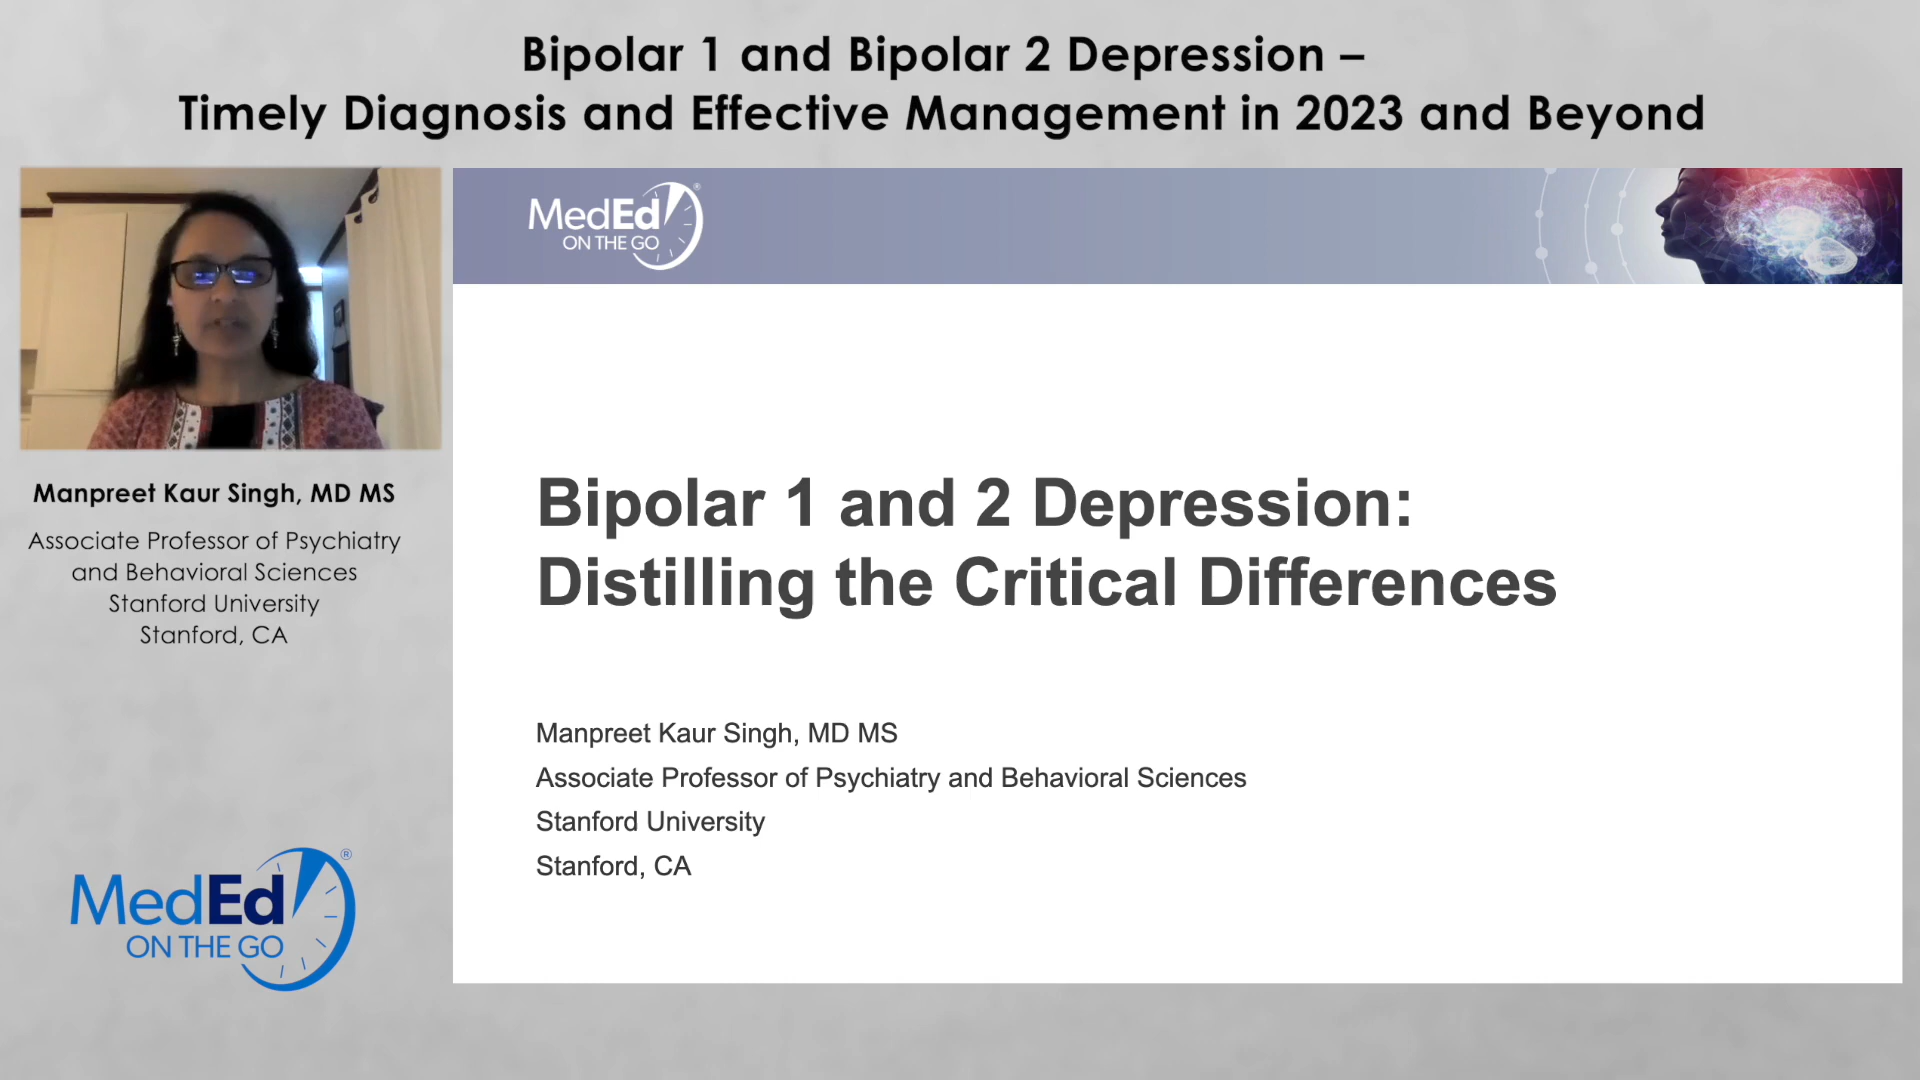 Bipolar 1 and Bipolar 2 Depression –
Timely Diagnosis and Effective Management in 2023 and Beyond
MedEd®
ON THE GO
Manpreet Kaur Singh, MD MS
Associate Professor of Psychiatry
and Behavioral Sciences
Stanford University
Stanford, CA
Bipolar 1 and 2 Depression:
Distilling the Critical Differences
Manpreet Kaur Singh, MD MS
Associate Professor of Psychiatry and Behavioral Sciences
Stanford University
Stanford, CA
MedEd®
ON THE GO